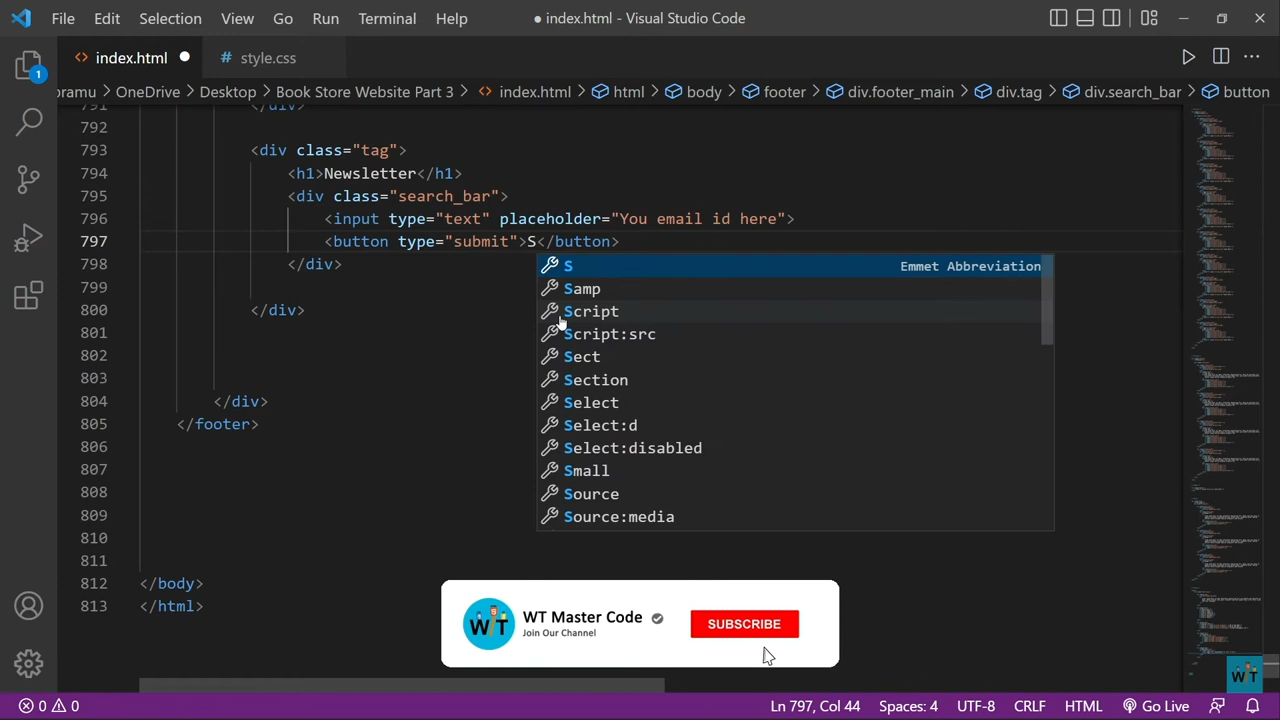 File Edit Selection View Go Run Terminal Help ● index.html - Visual Studio Code
index.html style.css
1
oramu > OneDrive > Desktop > Book Store Website Part 3 > index.html > html > body > footer > div.footer_main > div.tag > div.search_bar > button
791 </div>
792
793 <div class="tag">
794 <h1>Newsletter</h1>
795 <div class="search_bar">
796 <input type="text" placeholder="You email id here">
797 <button type="submit">S</button>
798 </div>
799
800 </div>
801
802
803
804 </div>
805 </footer>
806
807
808
809
810
811
812 </body>
813 </html>
S Emmet Abbreviation
Samp
Script
Script:src
Sect
Section
Select
Select:d
Select:disabled
Small
Source
Source:media
WT Master Code
Join Our Channel
SUBSCRIBE
WT
WT
0 0 Ln 797, Col 44 Spaces: 4 UTF-8 CRLF HTML Go Live